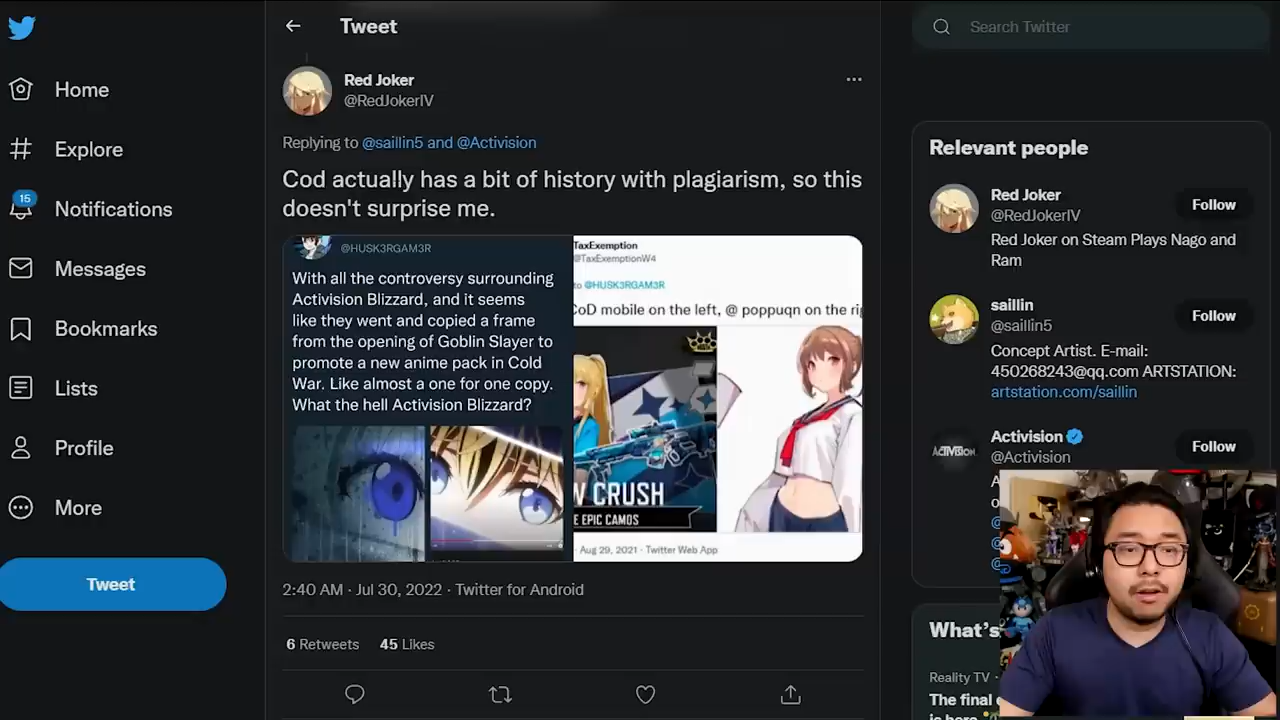 Tweet
Search Twitter
Home
Explore
15
Notifications
Messages
Bookmarks
Lists
Profile
More
Tweet
Red Joker
@RedJokerIV
Replying to @saillin5 and @Activision
Cod actually has a bit of history with plagiarism, so this
doesn't surprise me.
@HUSK3RGAM3R
With all the controversy surrounding
Activision Blizzard, and it seems
like they went and copied a frame
from the opening of Goblin Slayer to
promote a new anime pack in Cold
War. Like almost a one for one copy.
What the hell Activision Blizzard?
TaxExemption
@TaxExemptionW4
to @HUSK3RGAM3R
CoD mobile on the left, @ poppuqn on the ri
W CRUSH
E EPIC CAMOS
· Aug 29, 2021 · Twitter Web App
2:40 AM · Jul 30, 2022 · Twitter for Android
6 Retweets 45 Likes
Relevant people
Red Joker
@RedJokerIV
Follow
Red Joker on Steam Plays Nago and
Ram
saillin
@saillin5
Follow
Concept Artist. E-mail:
450268243@qq.com ARTSTATION:
artstation.com/saillin
ACTIVISION
Activision
@Activision
Follow
What's
Reality TV ·
The final
is here